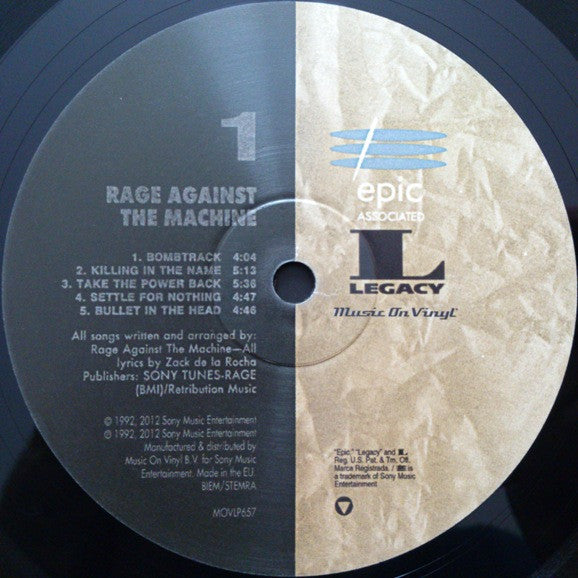 1
RAGE AGAINST
THE MACHINE
1. BOMBTRACK 4:04
2. KILLING IN THE NAME 5:13
3. TAKE THE POWER BACK 5:36
4. SETTLE FOR NOTHING 4:47
5. BULLET IN THE HEAD 4:46
All songs written and arranged by:
Rage Against The Machine—All
lyrics by Zack de la Rocha
Publishers: SONY TUNES-RAGE
(BMI)/Retribution Music
© 1992, 2012 Sony Music Entertainment
℗ 1992, 2012 Sony Music Entertainment
Manufactured & distributed by
Music On Vinyl B.V. for Sony Music
Entertainment. Made in the EU.
BIEM/STEMRA
MOVLP657
epic
ASSOCIATED
L
LEGACY
Music On Vinyl
"Epic," "Legacy" and L
Reg. U.S. Pat. & Tm. Off.
Marca Registrada. / is
a trademark of Sony Music
Entertainment